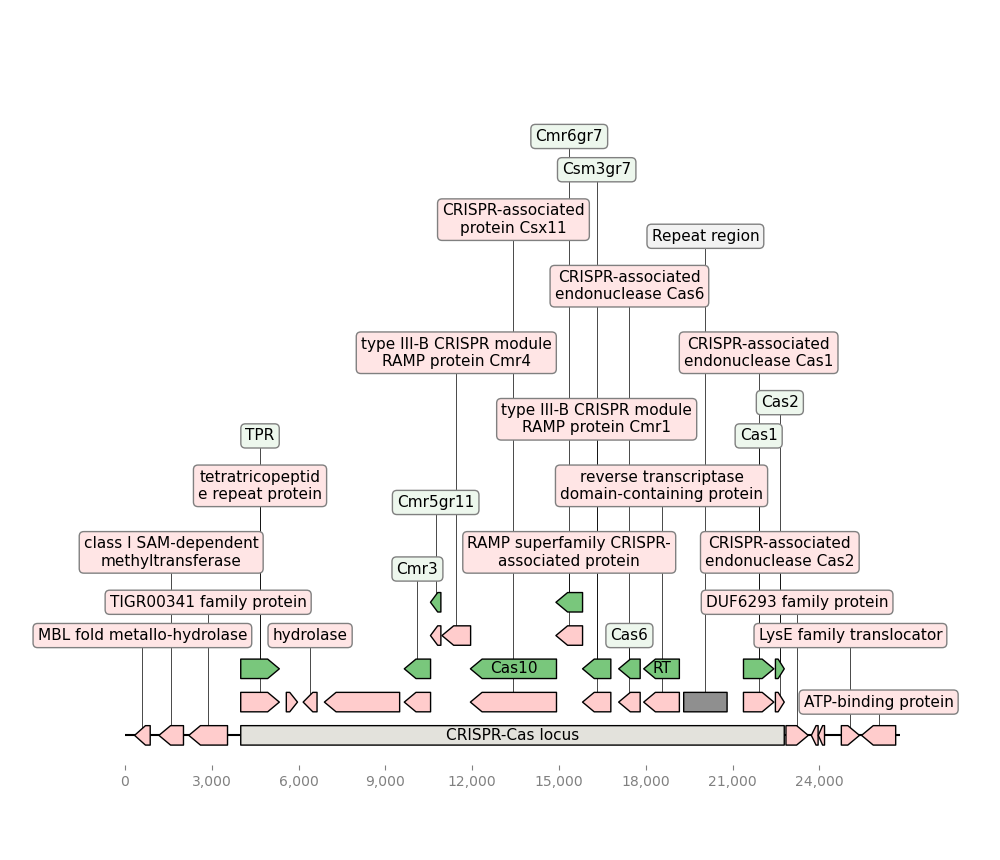 Cmr6gr7
Csm3gr7
CRISPR-associated
protein Csx11
Repeat region
CRISPR-associated
endonuclease Cas6
type III-B CRISPR module
RAMP protein Cmr4
CRISPR-associated
endonuclease Cas1
Cas2
type III-B CRISPR module
RAMP protein Cmr1
TPR
Cas1
tetratricopeptid
e repeat protein
reverse transcriptase
domain-containing protein
Cmr5gr11
class I SAM-dependent
methyltransferase
RAMP superfamily CRISPR-
associated protein
CRISPR-associated
endonuclease Cas2
Cmr3
TIGR00341 family protein
DUF6293 family protein
MBL fold metallo-hydrolase
hydrolase
Cas6
LysE family translocator
Cas10
RT
ATP-binding protein
CRISPR-Cas locus
0
3,000
6,000
9,000
12,000
15,000
18,000
21,000
24,000